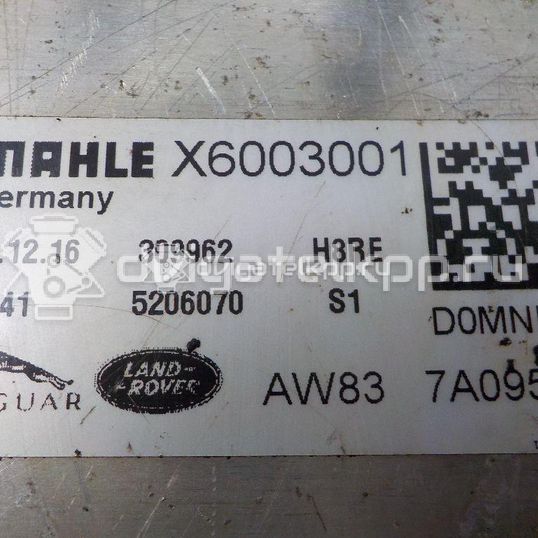 MAHLE X6003001
ermany
.12.16 309962 H3RE
41 5206070 S1
D0MN
LAND-
-ROVER
GUAR AW83 7A095